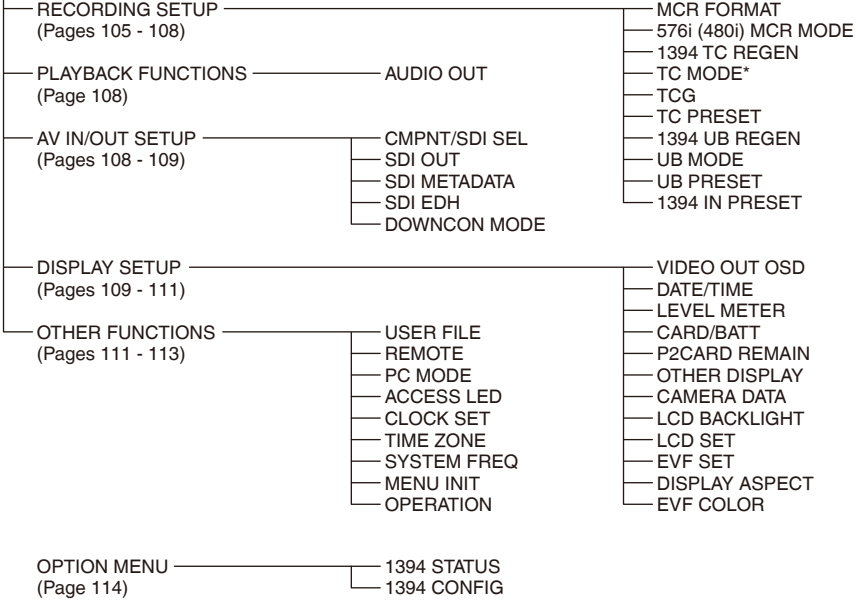 RECORDING SETUP
(Pages 105 - 108)
MCR FORMAT
576i (480i) MCR MODE
1394 TC REGEN
TC MODE*
TCG
TC PRESET
1394 UB REGEN
UB MODE
UB PRESET
1394 IN PRESET
PLAYBACK FUNCTIONS
(Page 108)
AUDIO OUT
AV IN/OUT SETUP
(Pages 108 - 109)
CMPNT/SDI SEL
SDI OUT
SDI METADATA
SDI EDH
DOWNCON MODE
DISPLAY SETUP
(Pages 109 - 111)
VIDEO OUT OSD
DATE/TIME
LEVEL METER
CARD/BATT
P2CARD REMAIN
OTHER DISPLAY
CAMERA DATA
LCD BACKLIGHT
LCD SET
EVF SET
DISPLAY ASPECT
EVF COLOR
OTHER FUNCTIONS
(Pages 111 - 113)
USER FILE
REMOTE
PC MODE
ACCESS LED
CLOCK SET
TIME ZONE
SYSTEM FREQ
MENU INIT
OPERATION
OPTION MENU
(Page 114)
1394 STATUS
1394 CONFIG